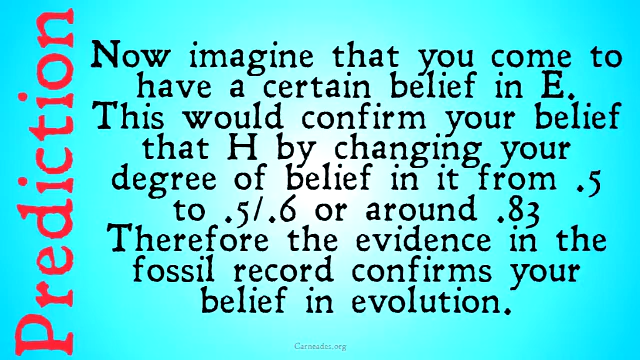 Prediction
Now imagine that you come to
have a certain belief in E.
This would confirm your belief
that H by changing your
degree of belief in it from .5
to .5/.6 or around .83
Therefore the evidence in the
fossil record confirms your
belief in evolution.
Carneades.org